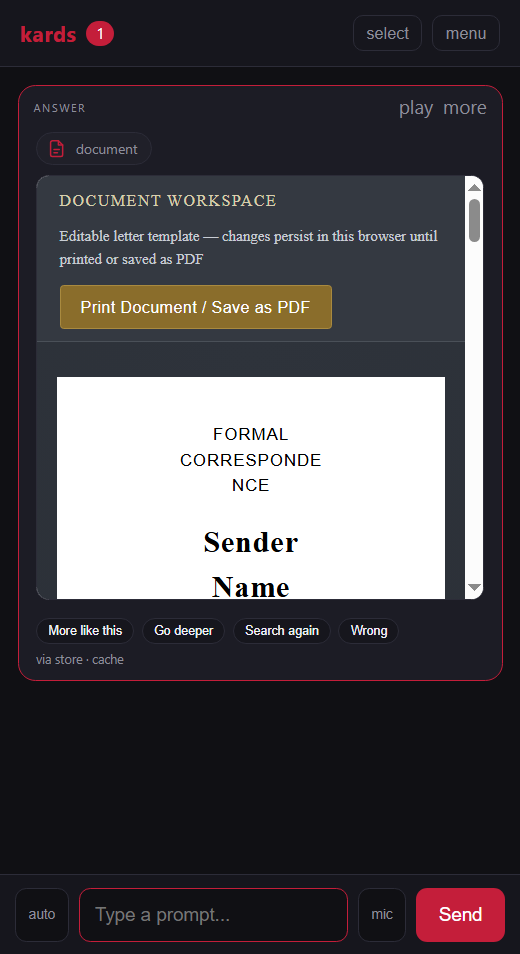 kards 1 select menu
ANSWER play more
document
DOCUMENT WORKSPACE
Editable letter template — changes persist in this browser until
printed or saved as PDF
Print Document / Save as PDF
FORMAL
CORRESPONDE
NCE
Sender
Name
More like this Go deeper Search again Wrong
via store · cache
auto Type a prompt... mic Send